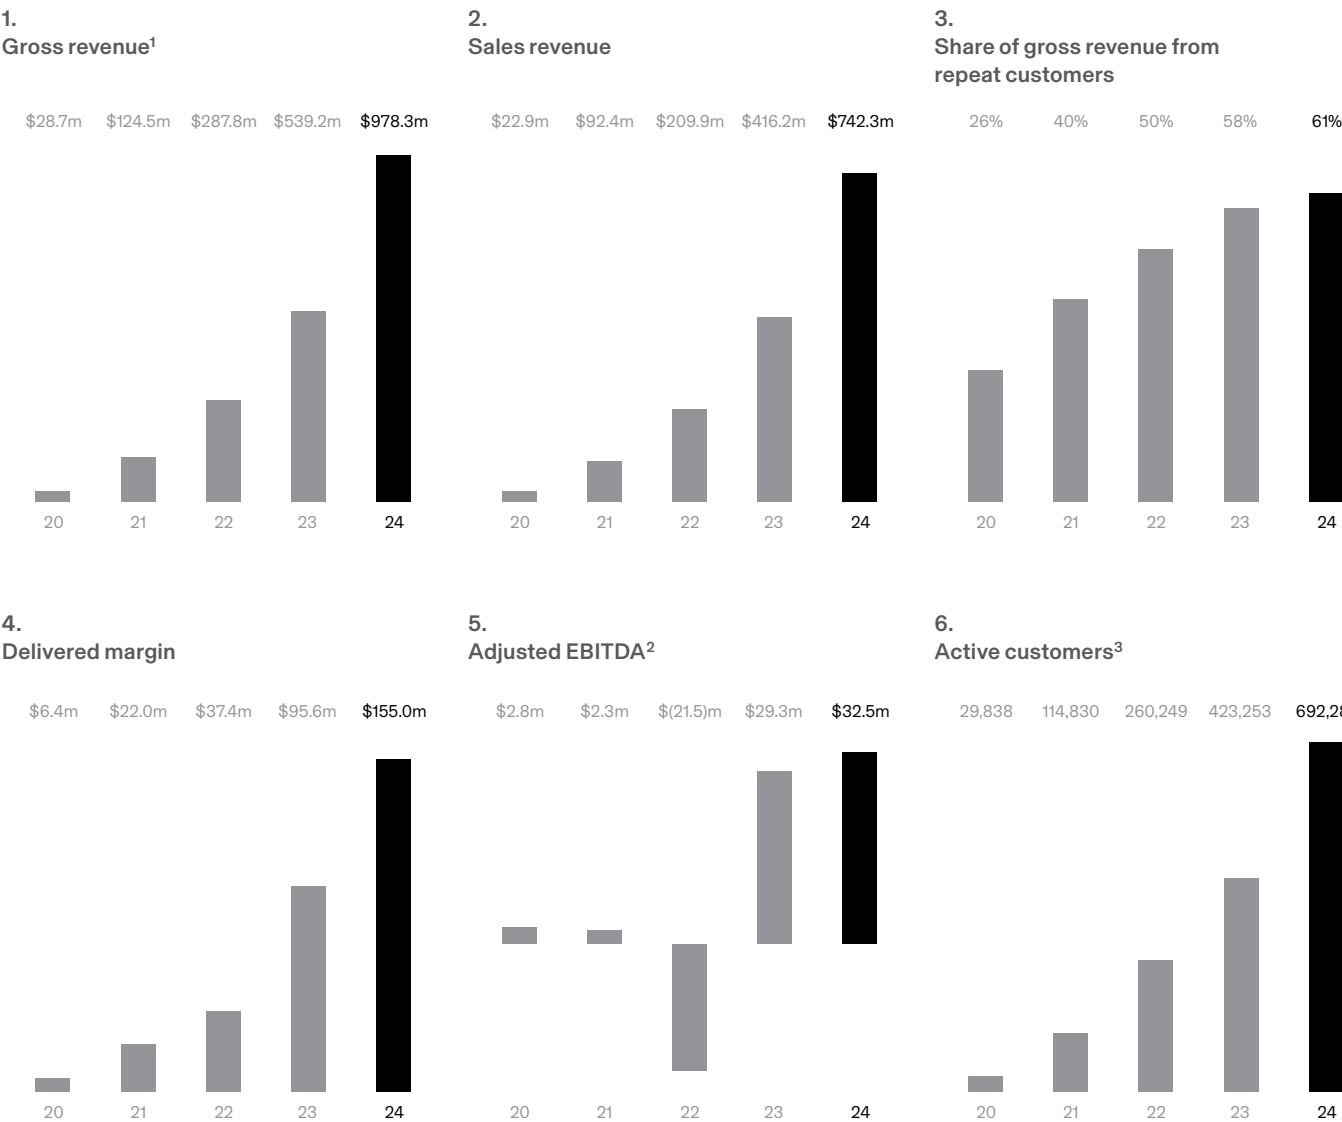 1.
Gross revenue¹
$28.7m $124.5m $287.8m $539.2m $978.3m
20 21 22 23 24
2.
Sales revenue
$22.9m $92.4m $209.9m $416.2m $742.3m
20 21 22 23 24
3.
Share of gross revenue from
repeat customers
26% 40% 50% 58% 61%
20 21 22 23 24
4.
Delivered margin
$6.4m $22.0m $37.4m $95.6m $155.0m
20 21 22 23 24
5.
Adjusted EBITDA²
$2.8m $2.3m $(21.5)m $29.3m $32.5m
20 21 22 23 24
6.
Active customers³
29,838 114,830 260,249 423,253
20 21 22 23 24